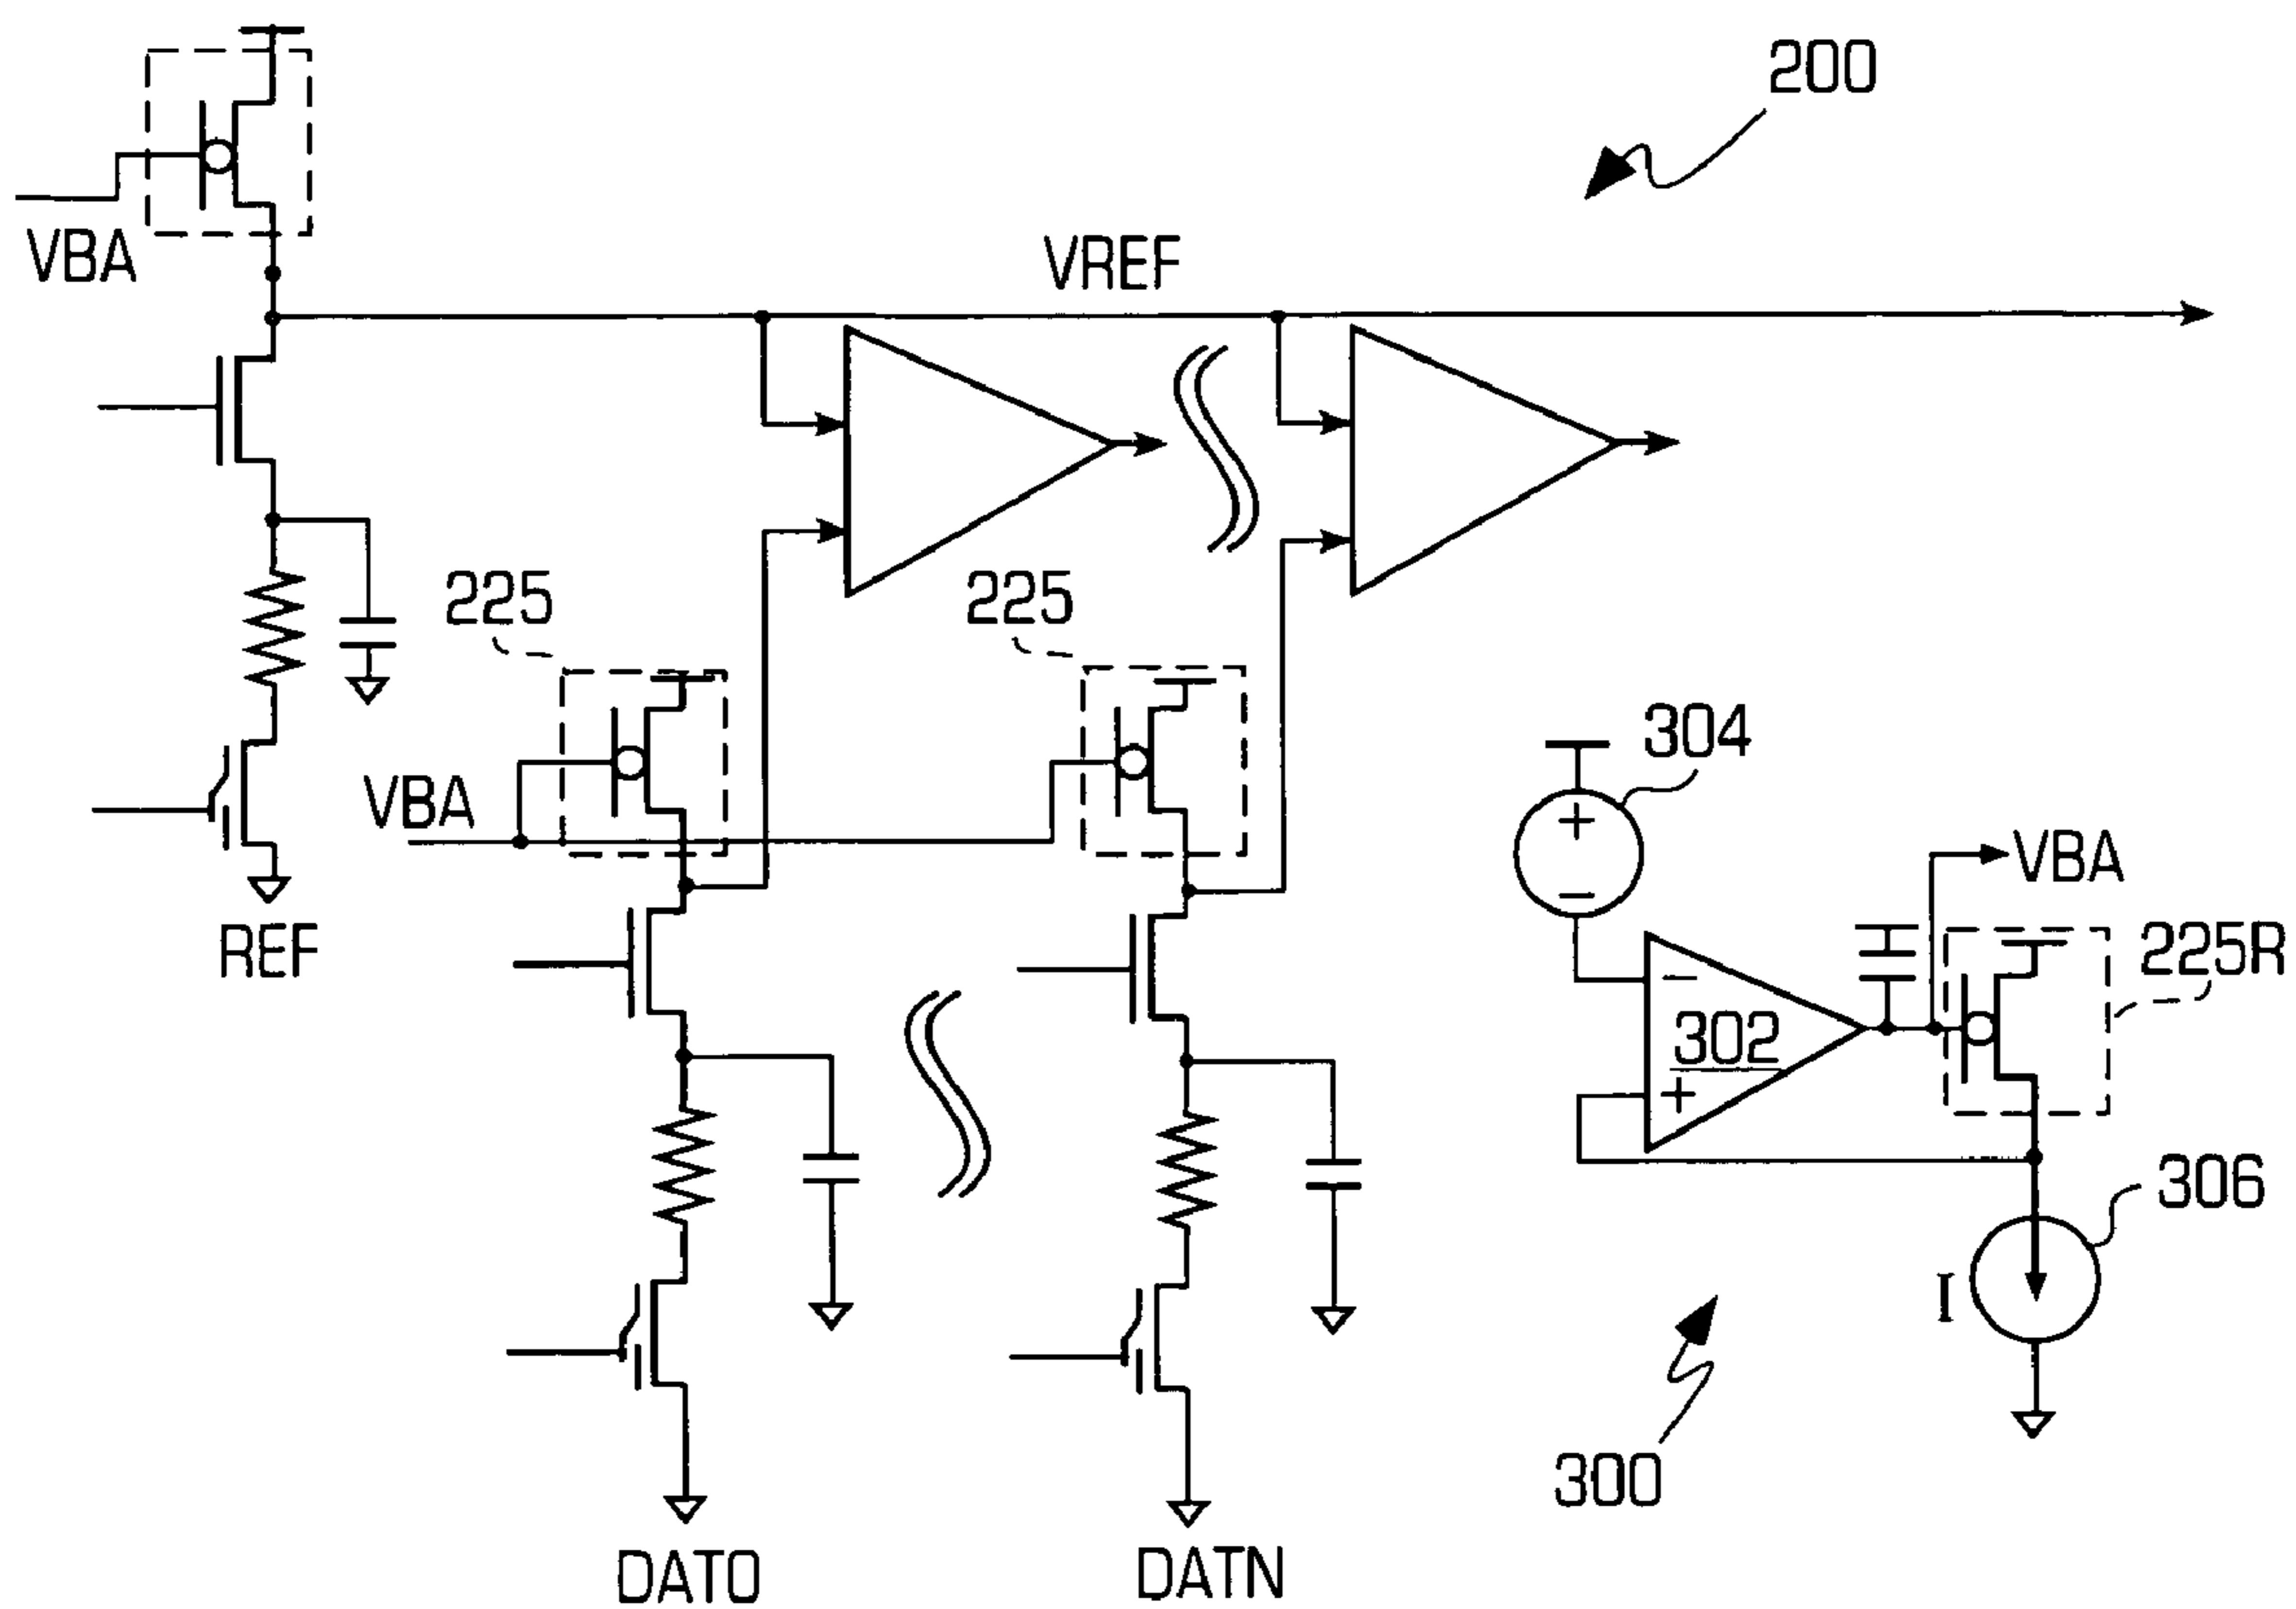 200
VBA
VREF
225
225
304
VBA
VBA
REF
225R
−
302
+
+
−
306
I
300
DAT0
DATN